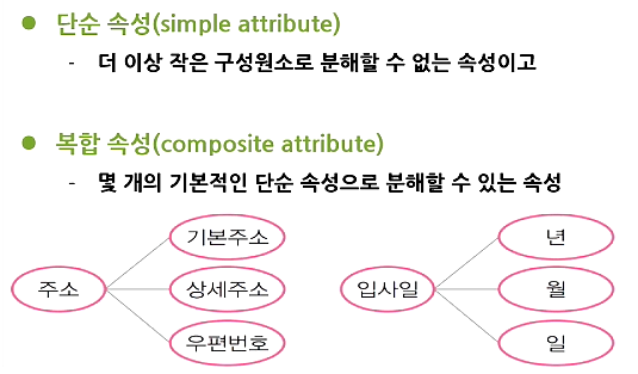 ● 단순 속성(simple attribute)
- 더 이상 작은 구성원소로 분해할 수 없는 속성이고
● 복합 속성(composite attribute)
- 몇 개의 기본적인 단순 속성으로 분해할 수 있는 속성
기본주소 년
주소 상세주소 입사일 월
우편번호 일